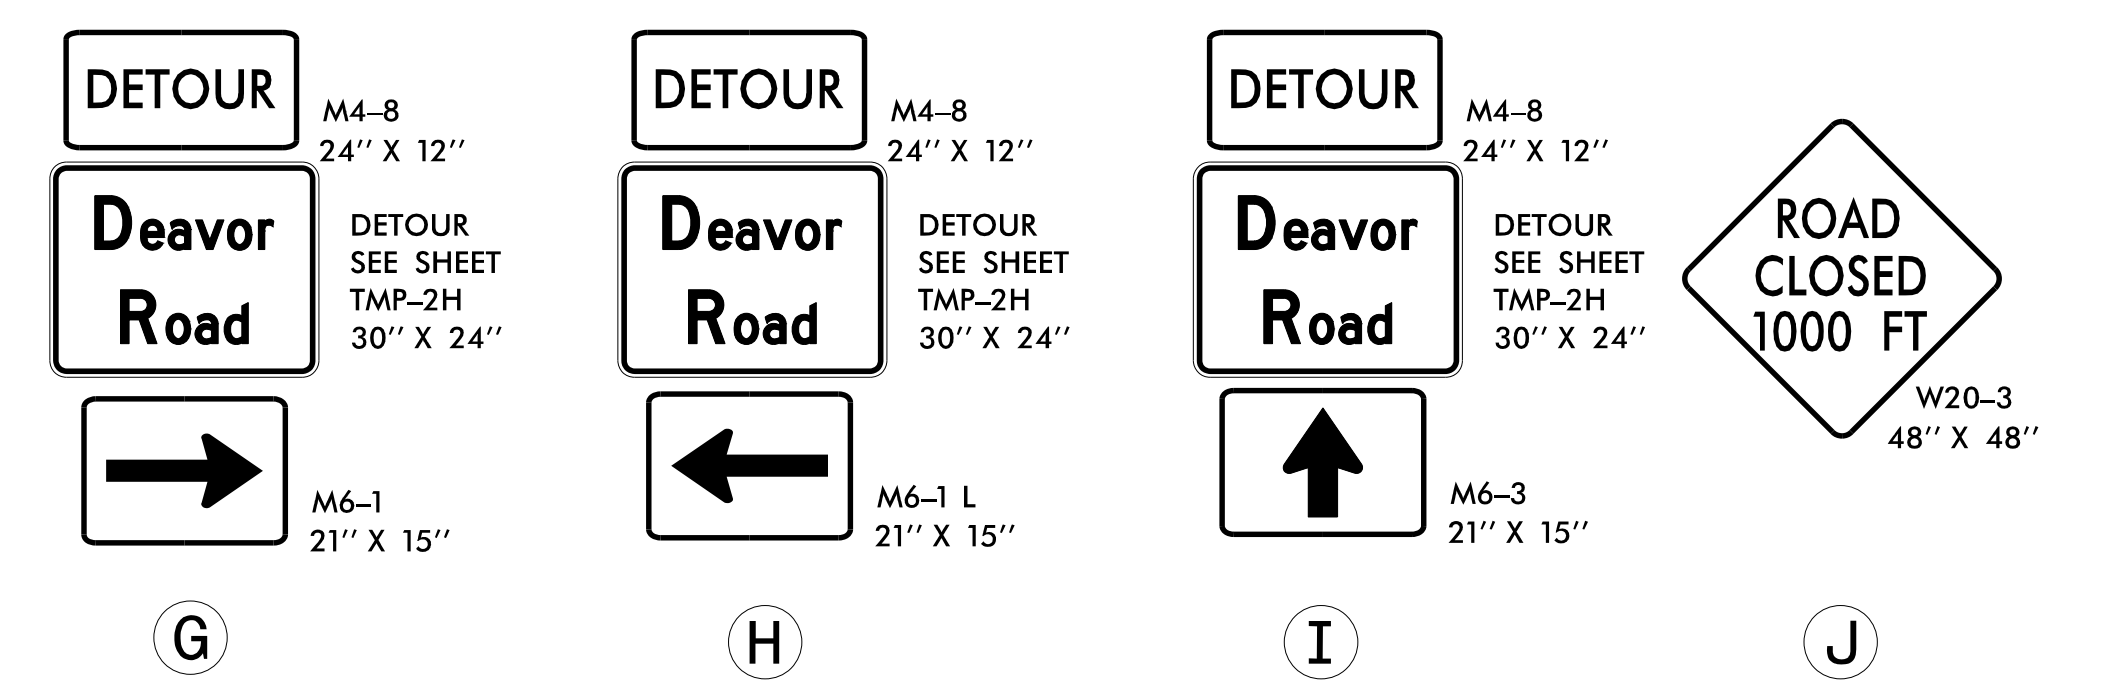 DETOUR
M4–8
24'' X 12''
Deavor
Road
DETOUR
SEE SHEET
TMP–2H
30'' X 24''
M6–1
21'' X 15''
G
DETOUR
M4–8
24'' X 12''
Deavor
Road
DETOUR
SEE SHEET
TMP–2H
30'' X 24''
M6–1 L
21'' X 15''
H
DETOUR
M4–8
24'' X 12''
Deavor
Road
DETOUR
SEE SHEET
TMP–2H
30'' X 24''
M6–3
21'' X 15''
I
ROAD
CLOSED
1000 FT
W20–3
48'' X 48''
J